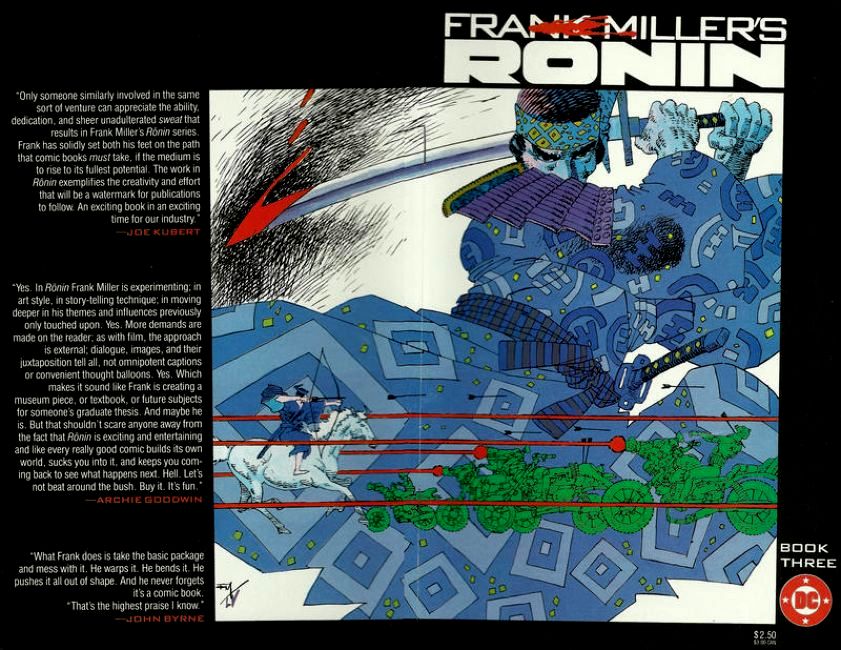 FRANK MILLER'S
RONIN
"Only someone similarly involved in the same
sort of venture can appreciate the ability,
dedication, and sheer unadulterated sweat that
results in Frank Miller's Rōnin series.
Frank has solidly set both his feet on the path
that comic books must take, if the medium is
to rise to its fullest potential. The work in
Rōnin exemplifies the creativity and effort
that will be a watermark for publications
to follow. An exciting book in an exciting
time for our industry."
—JOE KUBERT
"Yes. In Rōnin Frank Miller is experimenting; in
art style, in story-telling technique; in moving
deeper in his themes and influences previously
only touched upon. Yes. More demands are
made on the reader; as with film, the approach
is external; dialogue, images, and their
juxtaposition tell all, not omnipotent captions
or convenient thought balloons. Yes. Which
makes it sound like Frank is creating a
museum piece, or textbook, or future subjects
for someone's graduate thesis. And maybe he
is. But that shouldn't scare anyone away from
the fact that Rōnin is exciting and entertaining
and like every really good comic builds its own
world, sucks you into it, and keeps you com-
ing back to see what happens next. Hell. Let's
not beat around the bush. Buy it. It's fun."
—ARCHIE GOODWIN
"What Frank does is take the basic package
and mess with it. He warps it. He bends it. He
pushes it all out of shape. And he never forgets
it's a comic book.
"That's the highest praise I know."
—JOHN BYRNE
BOOK
THREE
DC
$2.50